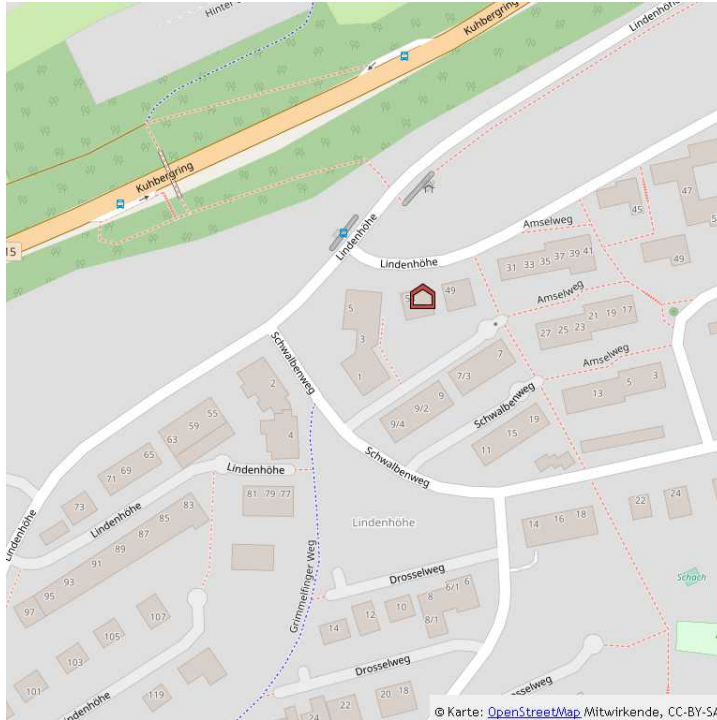 Hinter
Lindenhöhe
Kuhbergring
Kuhbergring
15
Lindenhöhe
Amselweg
47
45
49
Lindenhöhe
31 33 35 37 39 41
5
49
Amselweg
5
3
1
27 25 23 21 19 17
7
Amselweg
7/3
9
9/2
9/4
13 5 3
Schwalbenweg
2
4
55
59
63
65
69
71
Schwalbenweg
19
15
11
Schwalbenweg
Lindenhöhe
81 79 77
73
83
85
87
89
91
93
95
97
Lindenhöhe
Lindenhöhe
Lindenhöhe
22
24
14 16 18
Grimmelfinger Weg
Drosselweg
6
6/1
8
8/1
10
12
14
Schach
107
105
103
101
119
Lindenhöhe
Drosselweg
22 20 18
Drosselweg
© Karte: OpenStreetMap Mitwirkende, CC-BY-SA